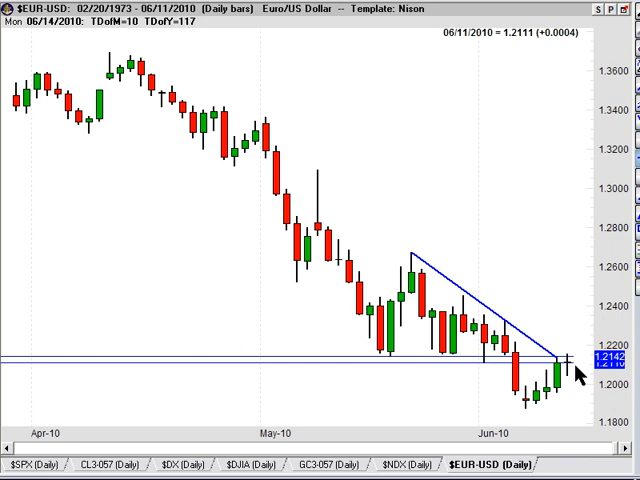 $EUR-USD: 02/20/1973 - 06/11/2010 (Daily bars) Euro/US Dollar -- Template: Nison
S P
Mon 06/14/2010: TDofM=10 TDofY=117
06/11/2010 = 1.2111 (+0.0004)
1.3600
1.3400
1.3200
1.3000
1.2800
1.2600
1.2400
1.2200
1.2142
1.2000
1.1800
Apr-10 May-10 Jun-10
$SPX (Daily) CL3-057 (Daily) $DX (Daily) $DJIA (Daily) GC3-057 (Daily) $NDX (Daily) $EUR-USD (Daily)